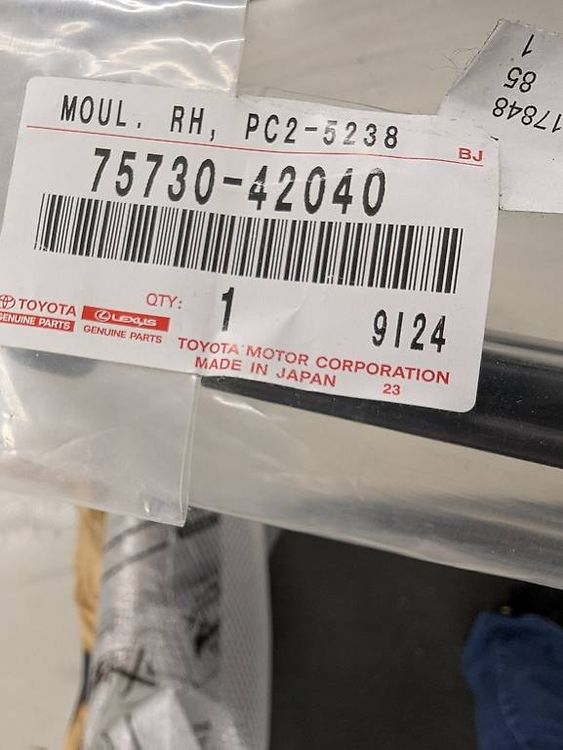 MOUL. RH, PC2-5238
BJ
75730-42040
QTY: 1
9I24
TOYOTA
GENUINE PARTS
LEXUS
GENUINE PARTS
TOYOTA MOTOR CORPORATION
MADE IN JAPAN
23
1
85
17848